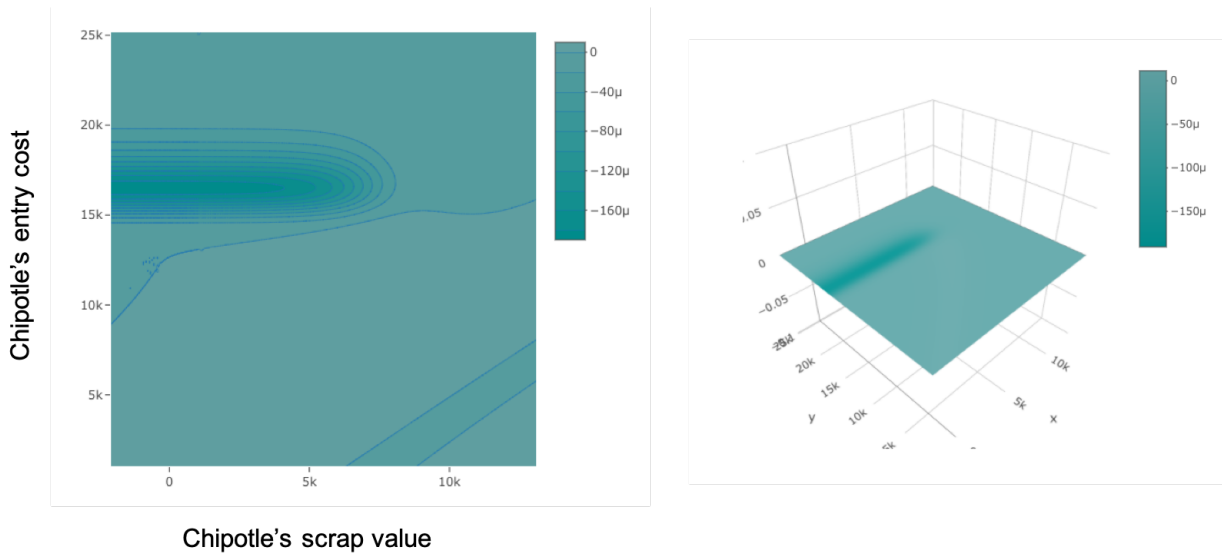 Chipotle's entry cost
25k
20k
15k
10k
5k
0
5k
10k
Chipotle's scrap value
0
−40μ
−80μ
−120μ
−160μ
0
−0.05
20k
15k
10k
y
5k
10k
x
0
−50μ
−100μ
−150μ